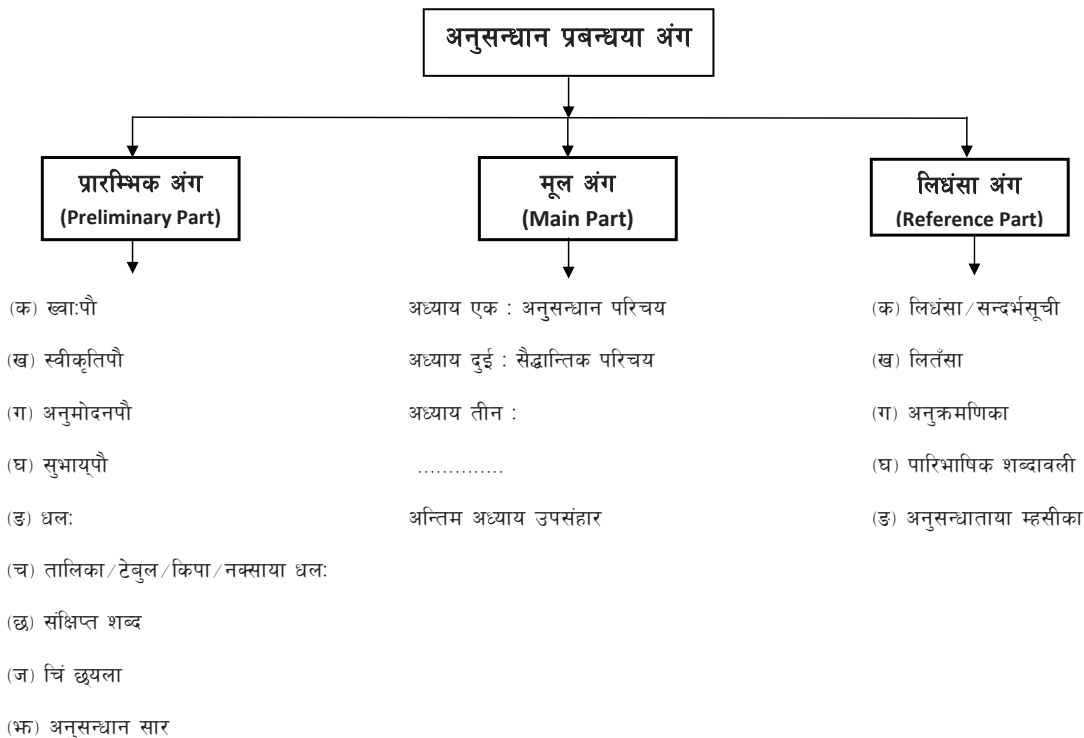 अनुसन्धान प्रबन्धया अंग
प्रारम्भिक अंग
(Preliminary Part)
(क) ख्वा:पौ
(ख) स्वीकृतिपौ
(ग) अनुमोदनपौ
(घ) सुभाय्‌पौ
(ङ) धल:
(च) तालिका/टेबुल/किपा/नक्साया धल:
(छ) संक्षिप्त शब्द
(ज) चिं छ्यला
(झ) अनुसन्धान सार
मूल अंग
(Main Part)
अध्याय एक : अनुसन्धान परिचय
अध्याय दुई : सैद्धान्तिक परिचय
अध्याय तीन :
..............
अन्तिम अध्याय उपसंहार
लिधंसा अंग
(Reference Part)
(क) लिधंसा/सन्दर्भसूची
(ख) लितँसा
(ग) अनुक्रमणिका
(घ) पारिभाषिक शब्दावली
(ङ) अनुसन्धाताया म्हसीका